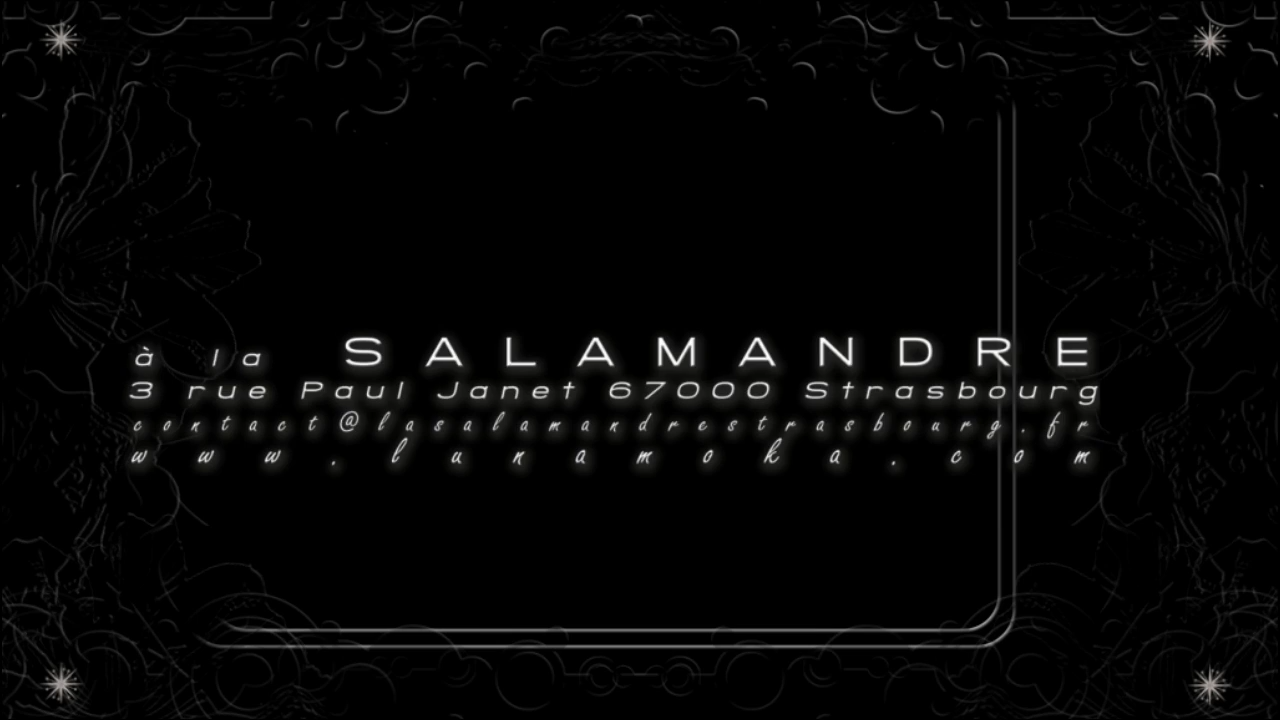 à la SALAMANDRE
3 rue Paul Janet 67000 Strasbourg
contact@lasalamandrestrasbourg.fr
www.lunamoka.com